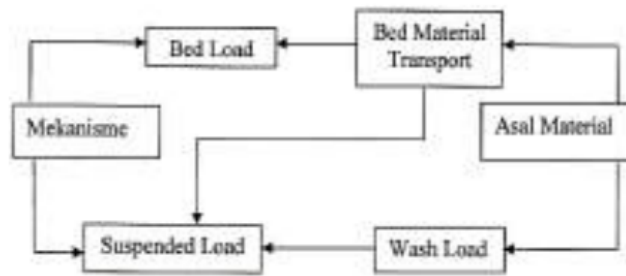 Bed Load
Bed Material
Transport
Mekanisme
Asal Material
Suspended Load
Wash Load